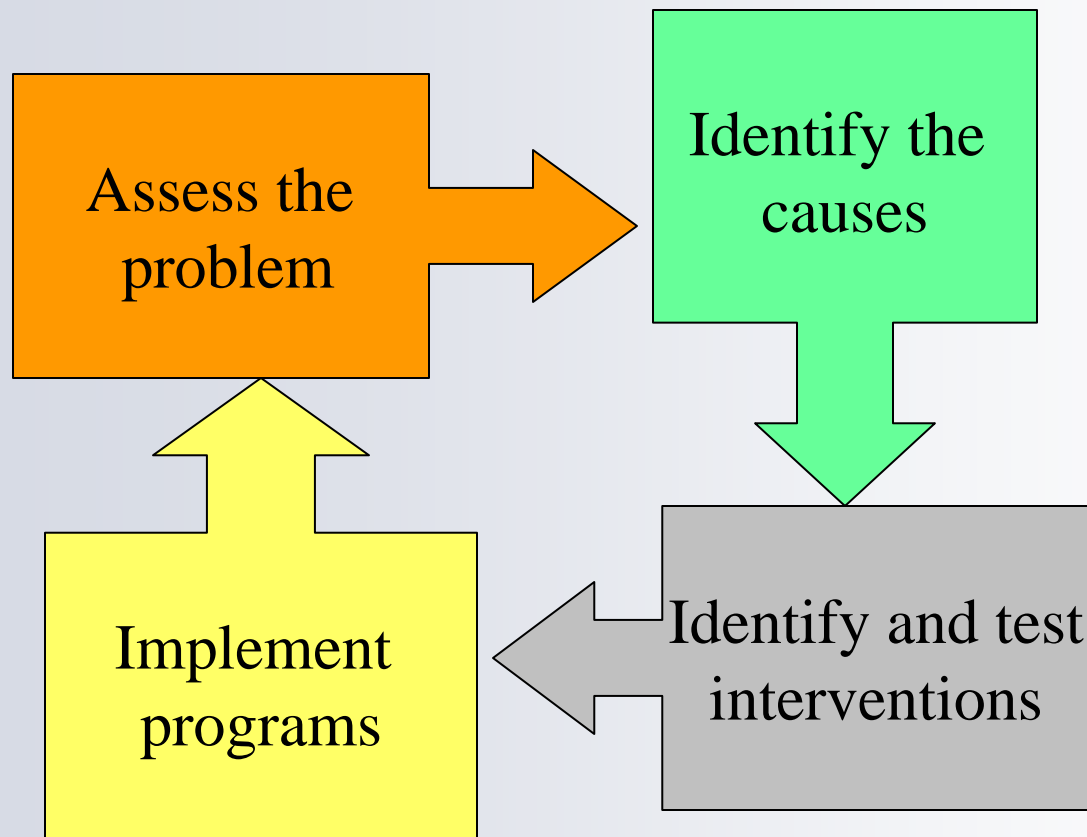 Assess the
problem
Identify the
causes
Identify and test
interventions
Implement
programs